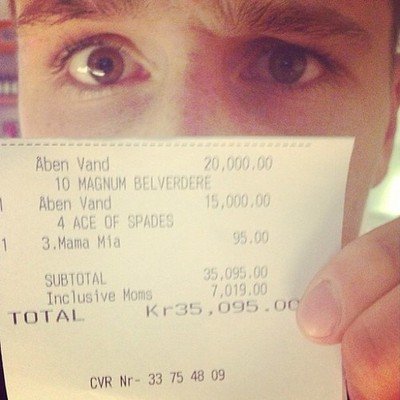 Åben Vand 20,000.00
10 MAGNUM BELVERDERE
1 Åben Vand 15,000.00
4 ACE OF SPADES
1 3.Mama Mia 95.00
SUBTOTAL 35,095.00
Inclusive Moms 7,019.00
TOTAL Kr35,095.00
CVR Nr- 33 75 48 09